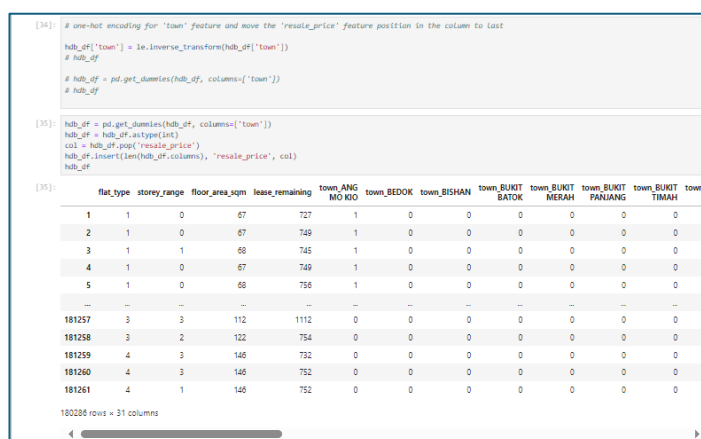 [34]: # one-hot encoding for 'town' feature and move the 'resale_price' feature position in the column to last
hdb_df['town'] = le.inverse_transform(hdb_df['town'])
# hdb_df
# hdb_df = pd.get_dummies(hdb_df, columns=['town'])
# hdb_df
[35]: hdb_df = pd.get_dummies(hdb_df, columns=['town'])
hdb_df = hdb_df.astype(int)
col = hdb_df.pop('resale_price')
hdb_df.insert(len(hdb_df.columns), 'resale_price', col)
hdb_df
[35]: flat_type storey_range floor_area_sqm lease_remaining town_ANG MO KIO town_BEDOK town_BISHAN town_BUKIT BATOK town_BUKIT MERAH town_BUKIT PANJANG town_BUKIT TIMAH town
1 1 0 67 727 1 0 0 0 0 0 0
2 1 0 67 749 1 0 0 0 0 0 0
3 1 1 68 745 1 0 0 0 0 0 0
4 1 0 67 749 1 0 0 0 0 0 0
5 1 0 68 756 1 0 0 0 0 0 0
... ... ... ... ... ... ... ... ... ... ... ...
181257 3 3 112 1112 0 0 0 0 0 0 0
181258 3 2 122 754 0 0 0 0 0 0 0
181259 4 3 146 732 0 0 0 0 0 0 0
181260 4 3 146 752 0 0 0 0 0 0 0
181261 4 1 146 752 0 0 0 0 0 0 0
180286 rows × 31 columns